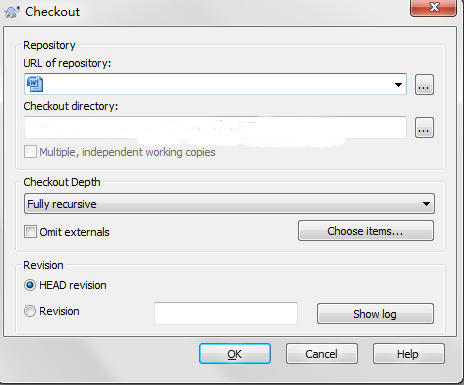 Checkout
Repository
URL of repository:
...
Checkout directory:
...
Multiple, independent working copies
Checkout Depth
Fully recursive
Omit externals
Choose items...
Revision
HEAD revision
Revision
Show log
OK
Cancel
Help